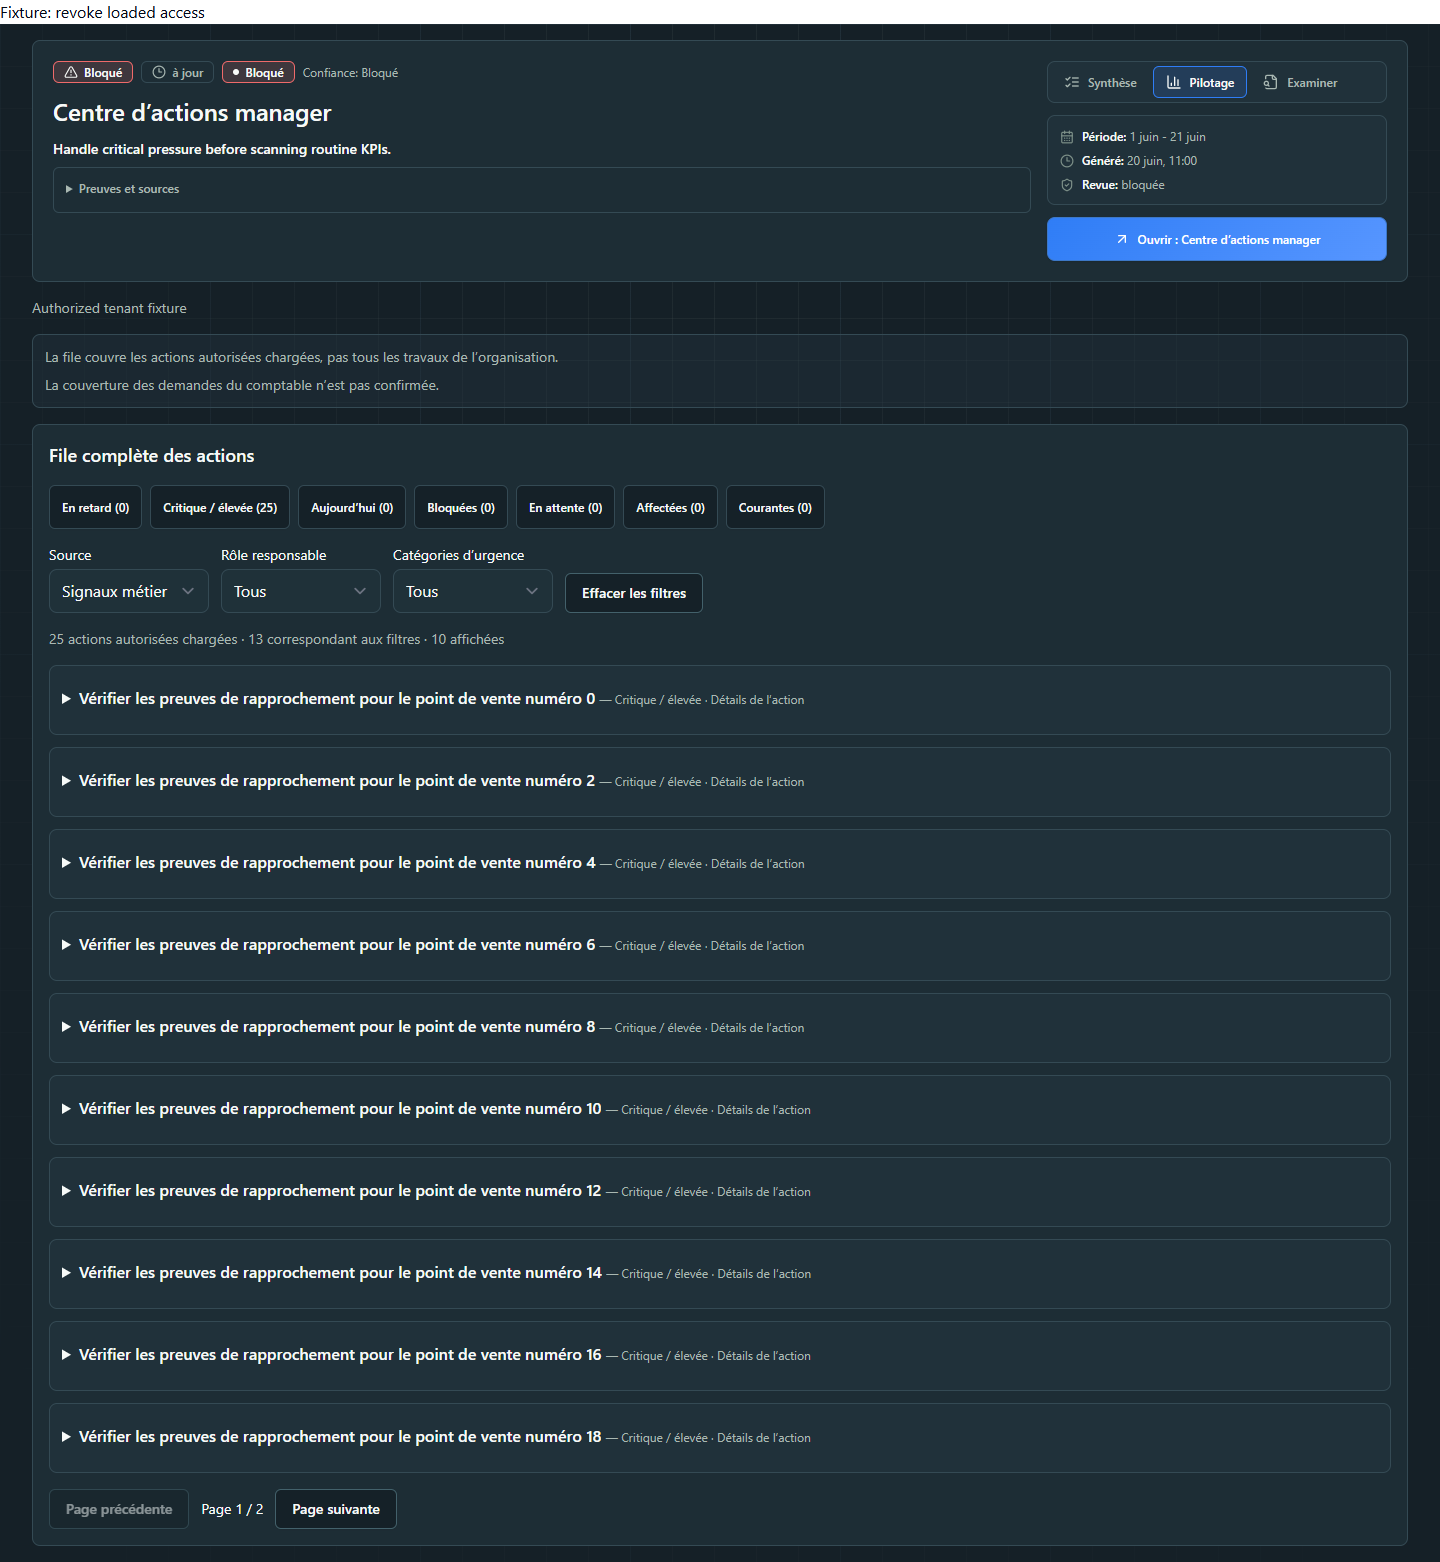 Fixture: revoke loaded access
Bloqué
à jour
Bloqué
Confiance: Bloqué
Centre d’actions manager
Handle critical pressure before scanning routine KPIs.
Preuves et sources
Synthèse
Pilotage
Examiner
Période: 1 juin - 21 juin
Généré: 20 juin, 11:00
Revue: bloquée
Ouvrir : Centre d’actions manager
Authorized tenant fixture
La file couvre les actions autorisées chargées, pas tous les travaux de l’organisation.
La couverture des demandes du comptable n’est pas confirmée.
File complète des actions
En retard (0)
Critique / élevée (25)
Aujourd’hui (0)
Bloquées (0)
En attente (0)
Affectées (0)
Courantes (0)
Source
Rôle responsable
Catégories d’urgence
Signaux métier
Tous
Tous
Effacer les filtres
25 actions autorisées chargées · 13 correspondant aux filtres · 10 affichées
Vérifier les preuves de rapprochement pour le point de vente numéro 0 — Critique / élevée · Détails de l’action
Vérifier les preuves de rapprochement pour le point de vente numéro 2 — Critique / élevée · Détails de l’action
Vérifier les preuves de rapprochement pour le point de vente numéro 4 — Critique / élevée · Détails de l’action
Vérifier les preuves de rapprochement pour le point de vente numéro 6 — Critique / élevée · Détails de l’action
Vérifier les preuves de rapprochement pour le point de vente numéro 8 — Critique / élevée · Détails de l’action
Vérifier les preuves de rapprochement pour le point de vente numéro 10 — Critique / élevée · Détails de l’action
Vérifier les preuves de rapprochement pour le point de vente numéro 12 — Critique / élevée · Détails de l’action
Vérifier les preuves de rapprochement pour le point de vente numéro 14 — Critique / élevée · Détails de l’action
Vérifier les preuves de rapprochement pour le point de vente numéro 16 — Critique / élevée · Détails de l’action
Vérifier les preuves de rapprochement pour le point de vente numéro 18 — Critique / élevée · Détails de l’action
Page précédente
Page 1 / 2
Page suivante